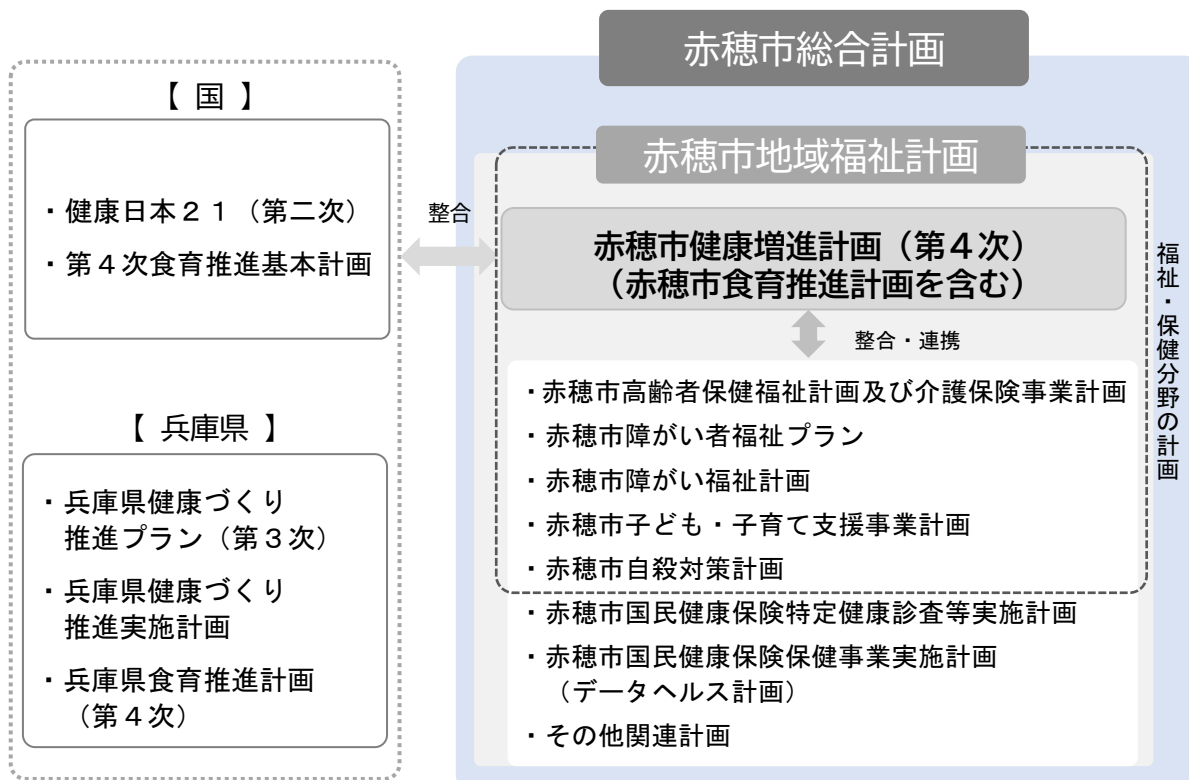 【 国 】
・健康日本２１（第二次）
・第４次食育推進基本計画
【 兵庫県 】
・兵庫県健康づくり
推進プラン（第３次）
・兵庫県健康づくり
推進実施計画
・兵庫県食育推進計画
（第４次）
整合
赤穂市総合計画
赤穂市地域福祉計画
赤穂市健康増進計画（第４次）
（赤穂市食育推進計画を含む）
整合・連携
・赤穂市高齢者保健福祉計画及び介護保険事業計画
・赤穂市障がい者福祉プラン
・赤穂市障がい福祉計画
・赤穂市子ども・子育て支援事業計画
・赤穂市自殺対策計画
・赤穂市国民健康保険特定健康診査等実施計画
・赤穂市国民健康保険保健事業実施計画
（データヘルス計画）
・その他関連計画
福祉・保健分野の計画